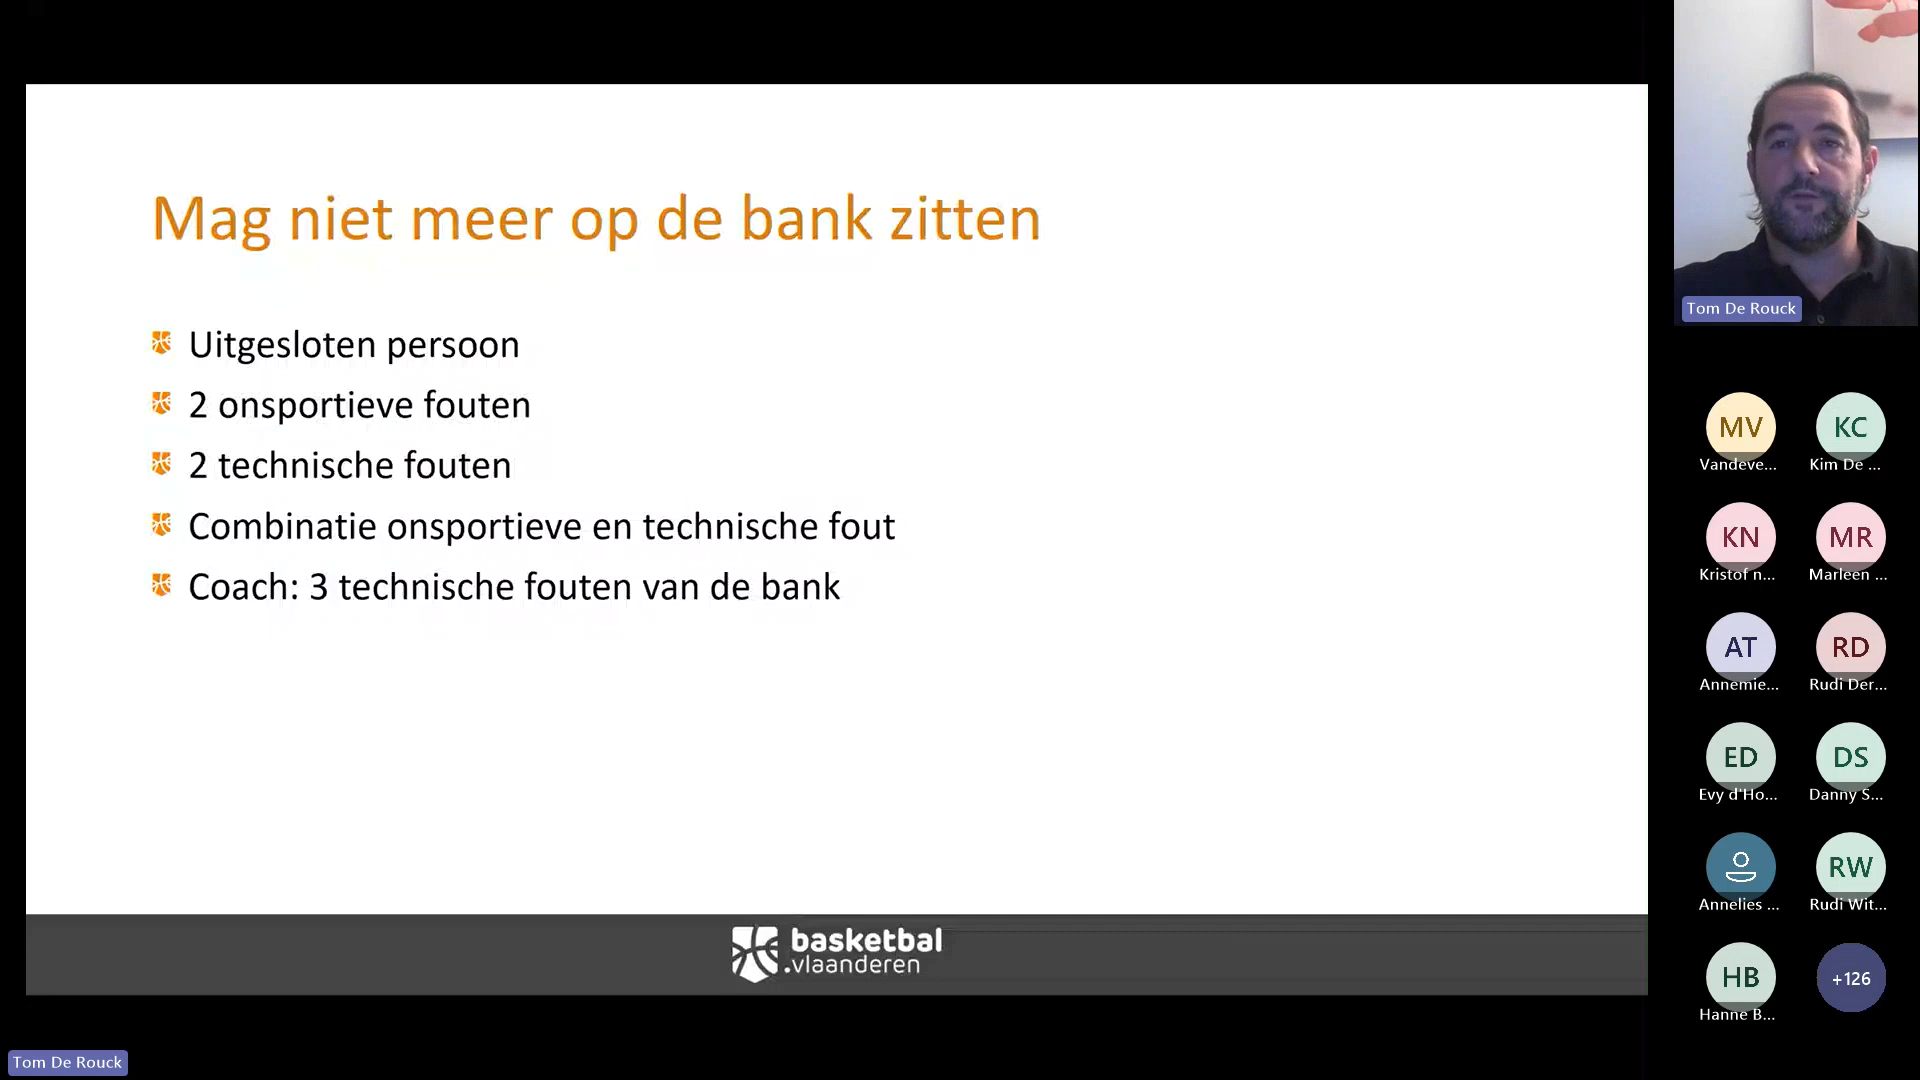 Mag niet meer op de bank zitten
Uitgesloten persoon
2 onsportieve fouten
2 technische fouten
Combinatie onsportieve en technische fout
Coach: 3 technische fouten van de bank
basketbal
.vlaanderen
Tom De Rouck
Tom De Rouck
MV
Vandeve...
KC
Kim De ...
KN
Kristof n...
MR
Marleen ...
AT
Annemie...
RD
Rudi Der...
ED
Evy d'Ho...
DS
Danny S...
Annelies ...
RW
Rudi Wit...
HB
Hanne B...
+126